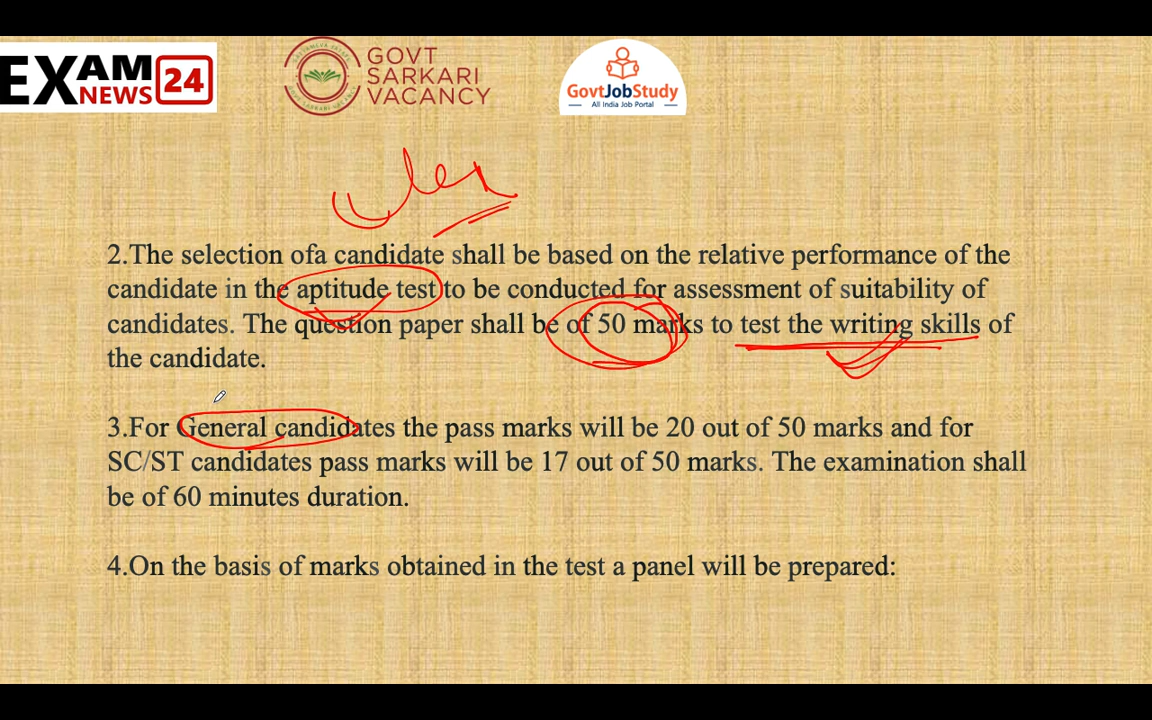 EXAM
NEWS 24
GOVT
SARKARI
VACANCY
GovtJobStudy
All India Job Portal
2.The selection ofa candidate shall be based on the relative performance of the
candidate in the aptitude test to be conducted for assessment of suitability of
candidates. The question paper shall be of 50 marks to test the writing skills of
the candidate.
3.For General candidates the pass marks will be 20 out of 50 marks and for
SC/ST candidates pass marks will be 17 out of 50 marks. The examination shall
be of 60 minutes duration.
4.On the basis of marks obtained in the test a panel will be prepared: